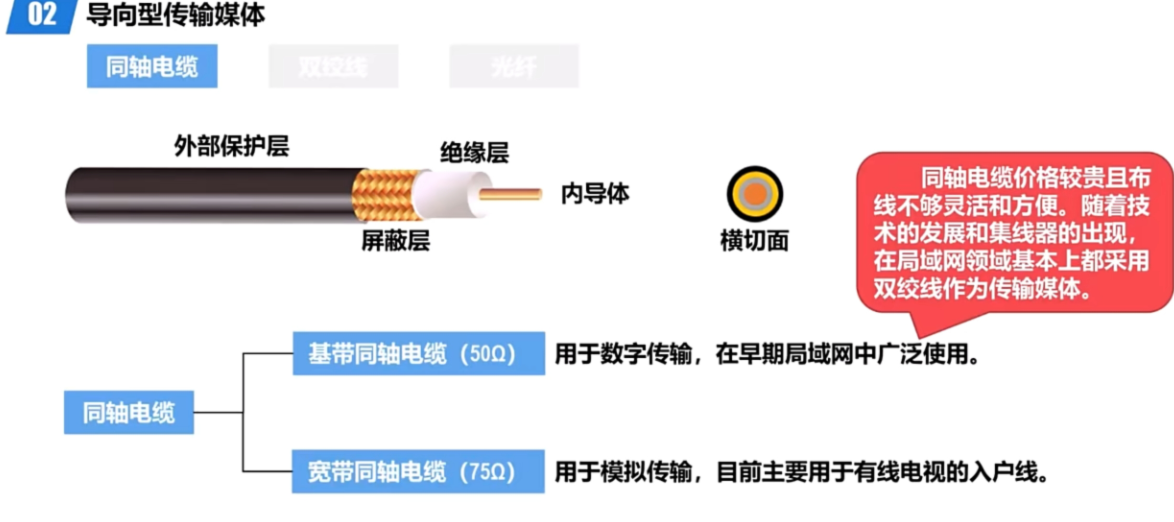 02 导向型传输媒体
同轴电缆 双绞线 光纤
外部保护层
绝缘层
内导体
屏蔽层
横切面
同轴电缆价格较贵且布
线不够灵活和方便。随着技
术的发展和集线器的出现，
在局域网领域基本上都采用
双绞线作为传输媒体。
同轴电缆
基带同轴电缆（50Ω） 用于数字传输，在早期局域网中广泛使用。
宽带同轴电缆（75Ω） 用于模拟传输，目前主要用于有线电视的入户线。